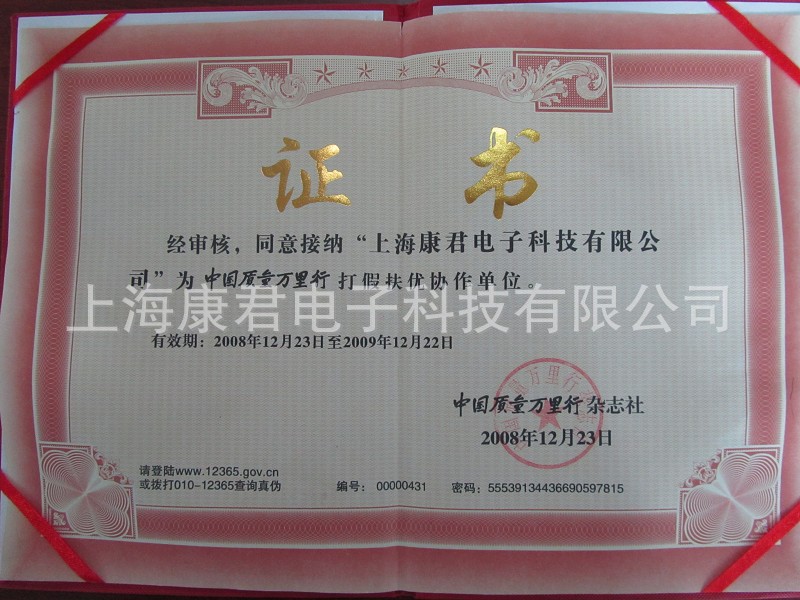 证书
经审核，同意接纳“上海康君电子科技有限公
司”为 中国质量万里行 打假扶优协作单位。
上海康君电子科技有限公司
有效期：2008年12月23日至2009年12月22日
中国质量万里行 杂志社
2008年12月23日
请登陆www.12365.gov.cn
或拨打010-12365查询真伪
编号： 00000431 密码：55539134436690597815